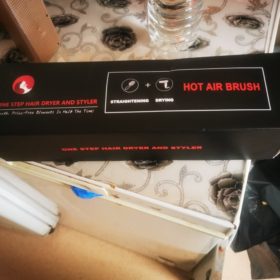 HOT AIR BRUSH
+
STRAIGHTENING DRYING
ONE STEP HAIR DRYER AND STYLER
Frizz-Free Blowouts In Half The Time!
ONE STEP HAIR DRYER AND STYLER